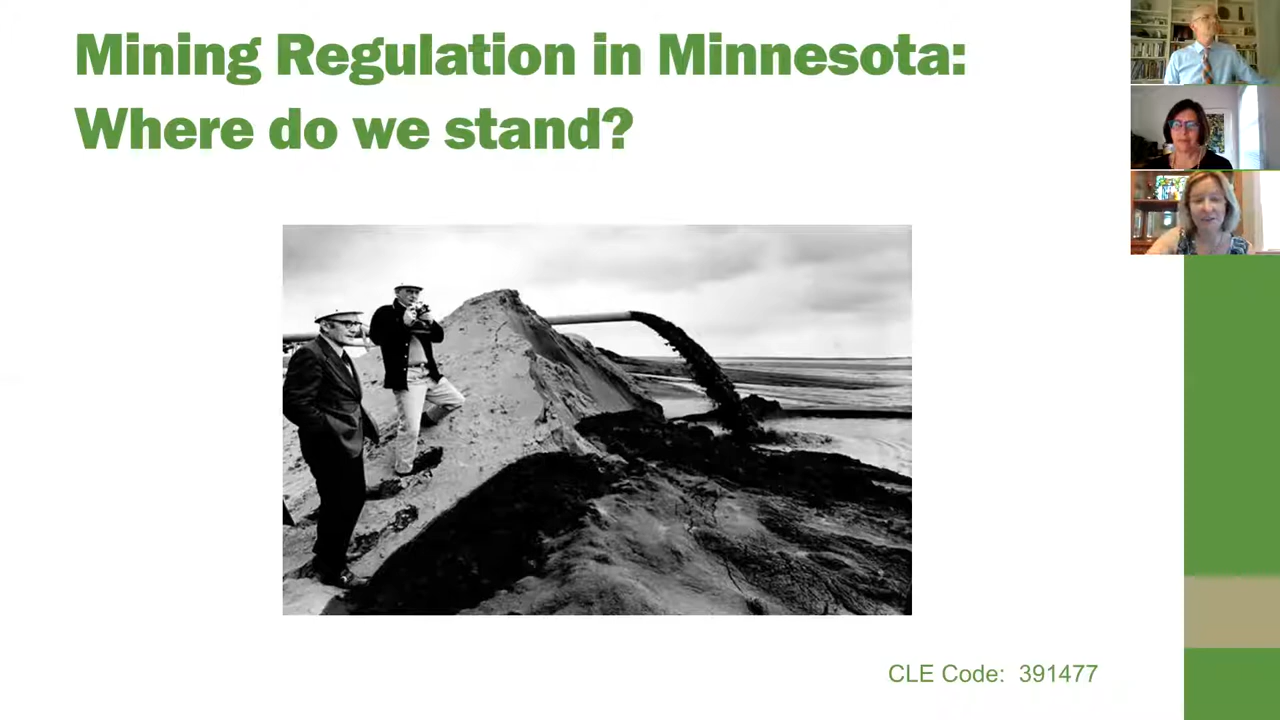 Mining Regulation in Minnesota:
Where do we stand?
CLE Code: 391477